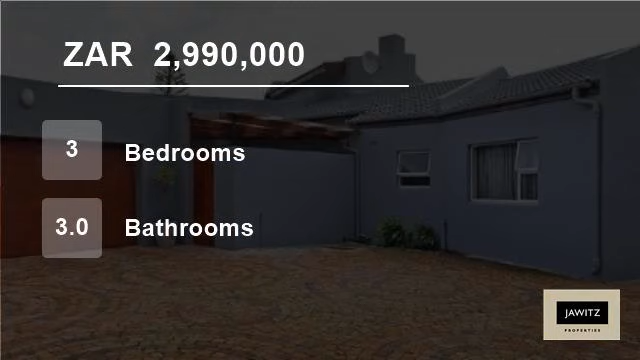 ZAR 2,990,000
3 Bedrooms
3.0 Bathrooms
JAWITZ
PROPERTIES